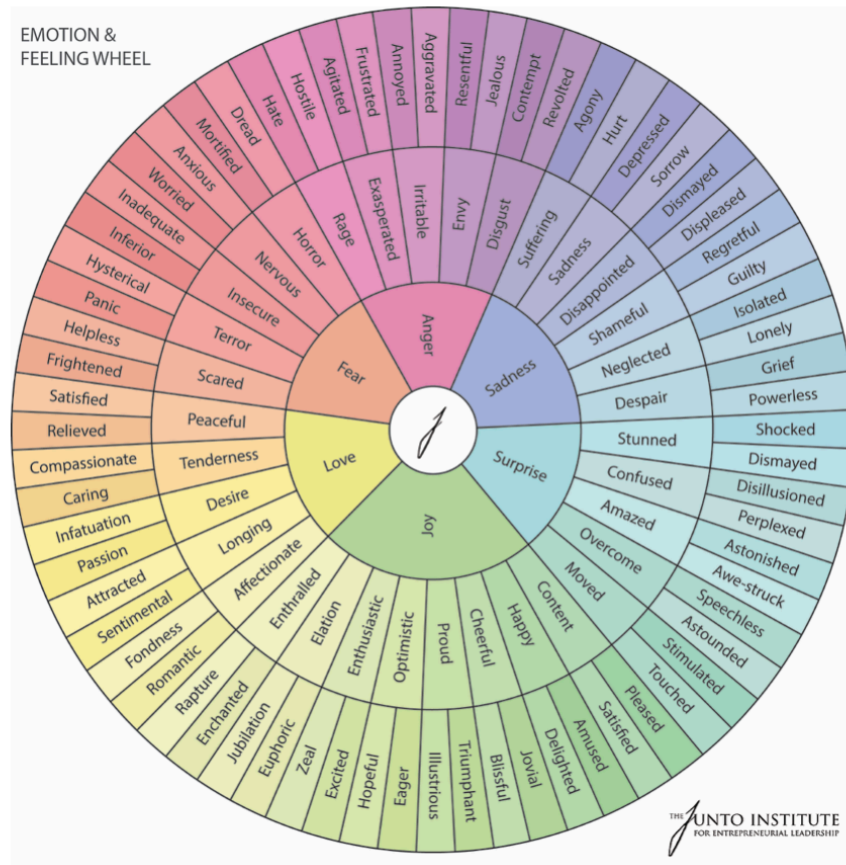 EMOTION &
FEELING WHEEL
Anger
Sadness
Surprise
Joy
Love
Fear
Rage
Exasperated
Irritable
Envy
Disgust
Suffering
Sadness
Disappointed
Shameful
Neglected
Despair
Stunned
Confused
Amazed
Overcome
Moved
Content
Happy
Cheerful
Proud
Optimistic
Enthusiastic
Elation
Enthralled
Affectionate
Longing
Desire
Tenderness
Peaceful
Scared
Terror
Insecure
Nervous
Horror
Hate
Hostile
Agitated
Frustrated
Annoyed
Aggravated
Resentful
Jealous
Contempt
Revolted
Agony
Hurt
Depressed
Sorrow
Dismayed
Displeased
Regretful
Guilty
Isolated
Lonely
Grief
Powerless
Shocked
Dismayed
Disillusioned
Perplexed
Astonished
Awe-struck
Speechless
Astounded
Stimulated
Touched
Pleased
Satisfied
Amused
Delighted
Jovial
Blissful
Triumphant
Illustrious
Eager
Hopeful
Excited
Zeal
Euphoric
Jubilation
Enchanted
Rapture
Romantic
Fondness
Sentimental
Attracted
Passion
Infatuation
Caring
Compassionate
Relieved
Satisfied
Frightened
Helpless
Panic
Hysterical
Inferior
Inadequate
Worried
Anxious
Mortified
Dread
J
THE JUNTO INSTITUTE
FOR ENTREPRENEURIAL LEADERSHIP